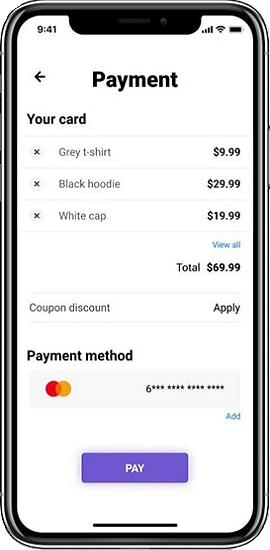 9:41
Payment
Your card
× Grey t-shirt $9.99
× Black hoodie $29.99
× White cap $19.99
View all
Total $69.99
Coupon discount Apply
Payment method
6*** **** **** ****
Add
PAY